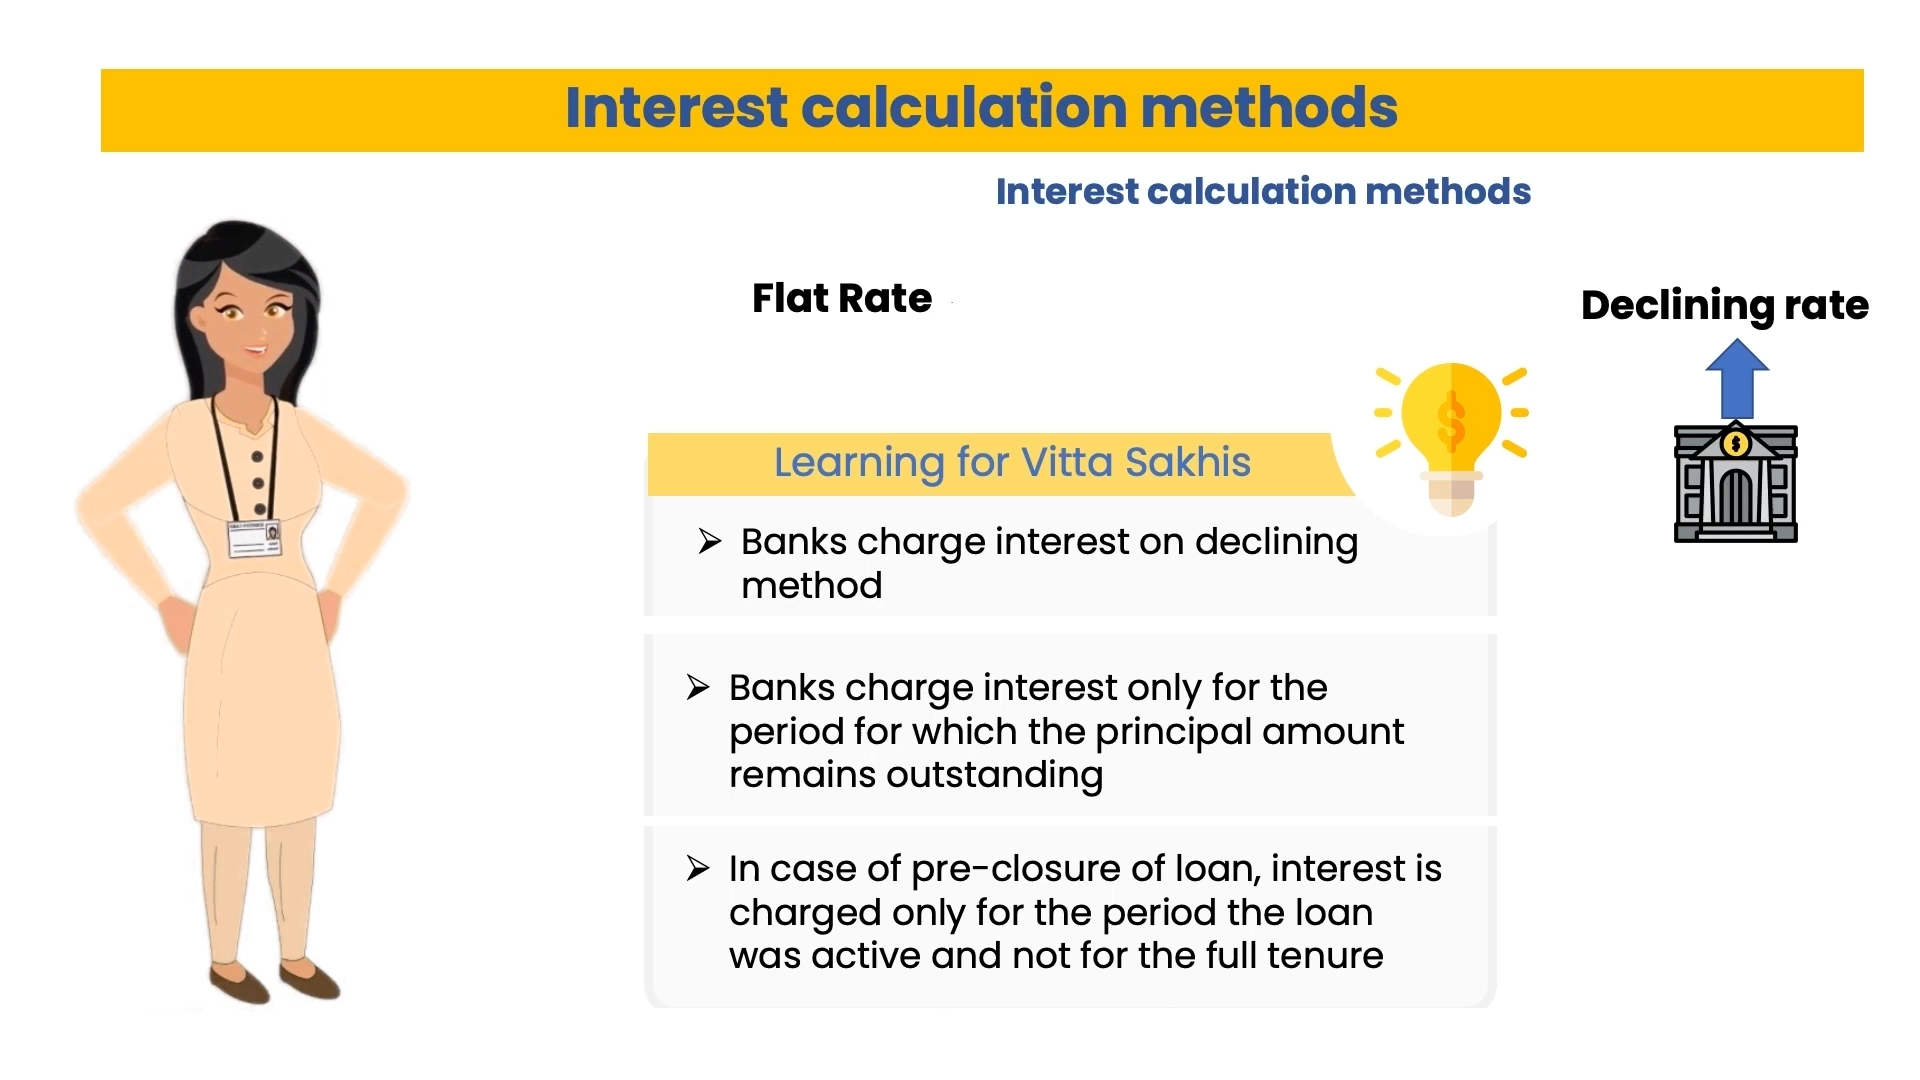 Interest calculation methods
Interest calculation methods
Flat Rate
Declining rate
Learning for Vitta Sakhis
➢ Banks charge interest on declining
method
➢ Banks charge interest only for the
period for which the principal amount
remains outstanding
➢ In case of pre-closure of loan, interest is
charged only for the period the loan
was active and not for the full tenure